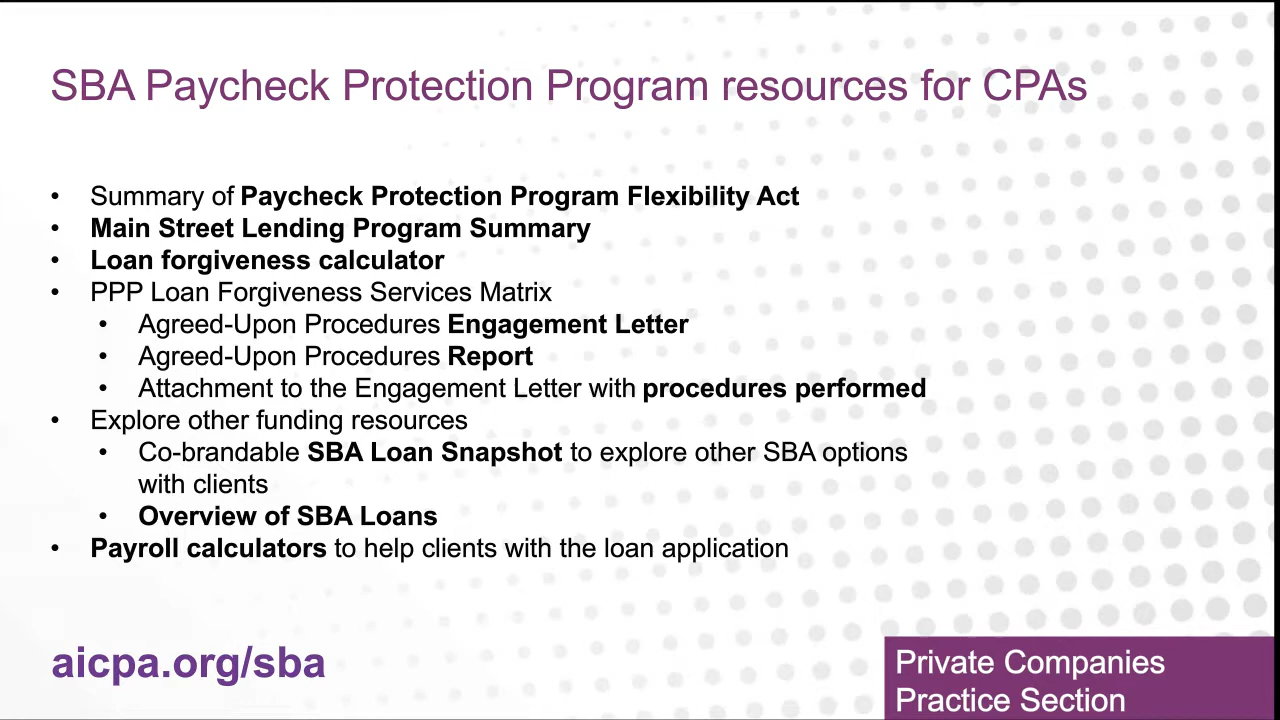 SBA Paycheck Protection Program resources for CPAs
• Summary of Paycheck Protection Program Flexibility Act
• Main Street Lending Program Summary
• Loan forgiveness calculator
• PPP Loan Forgiveness Services Matrix
• Agreed-Upon Procedures Engagement Letter
• Agreed-Upon Procedures Report
• Attachment to the Engagement Letter with procedures performed
• Explore other funding resources
• Co-brandable SBA Loan Snapshot to explore other SBA options
with clients
• Overview of SBA Loans
• Payroll calculators to help clients with the loan application
aicpa.org/sba
Private Companies
Practice Section